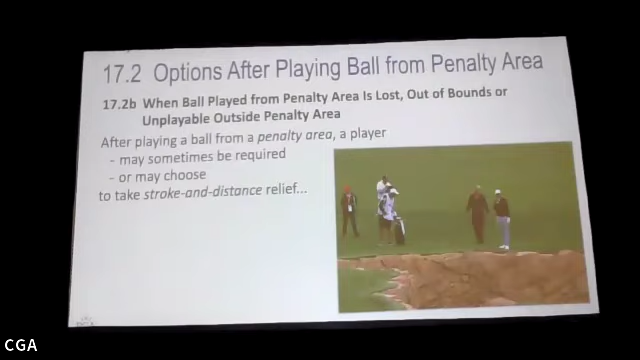 17.2 Options After Playing Ball from Penalty Area
17.2b When Ball Played from Penalty Area Is Lost, Out of Bounds or
Unplayable Outside Penalty Area
After playing a ball from a penalty area, a player
- may sometimes be required
- or may choose
to take stroke-and-distance relief...
CGA